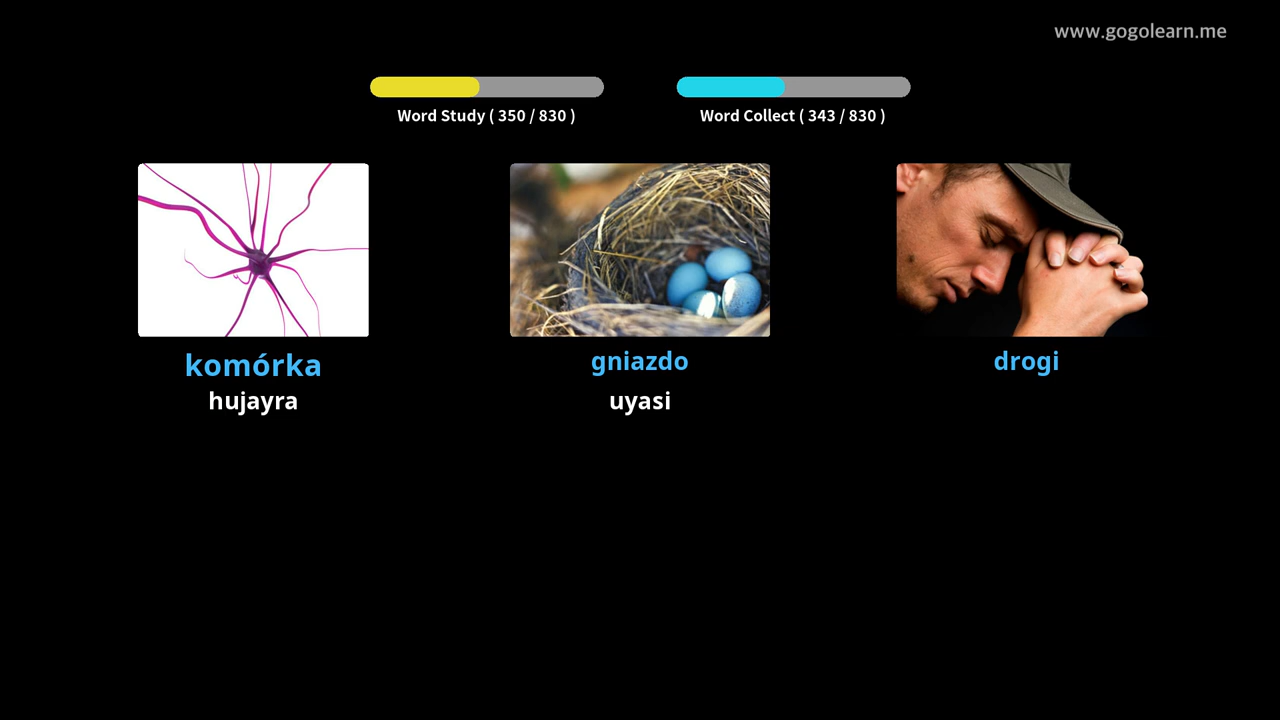 www.gogolearn.me
Word Study ( 350 / 830 )
Word Collect ( 343 / 830 )
komórka
hujayra
gniazdo
uyasi
drogi